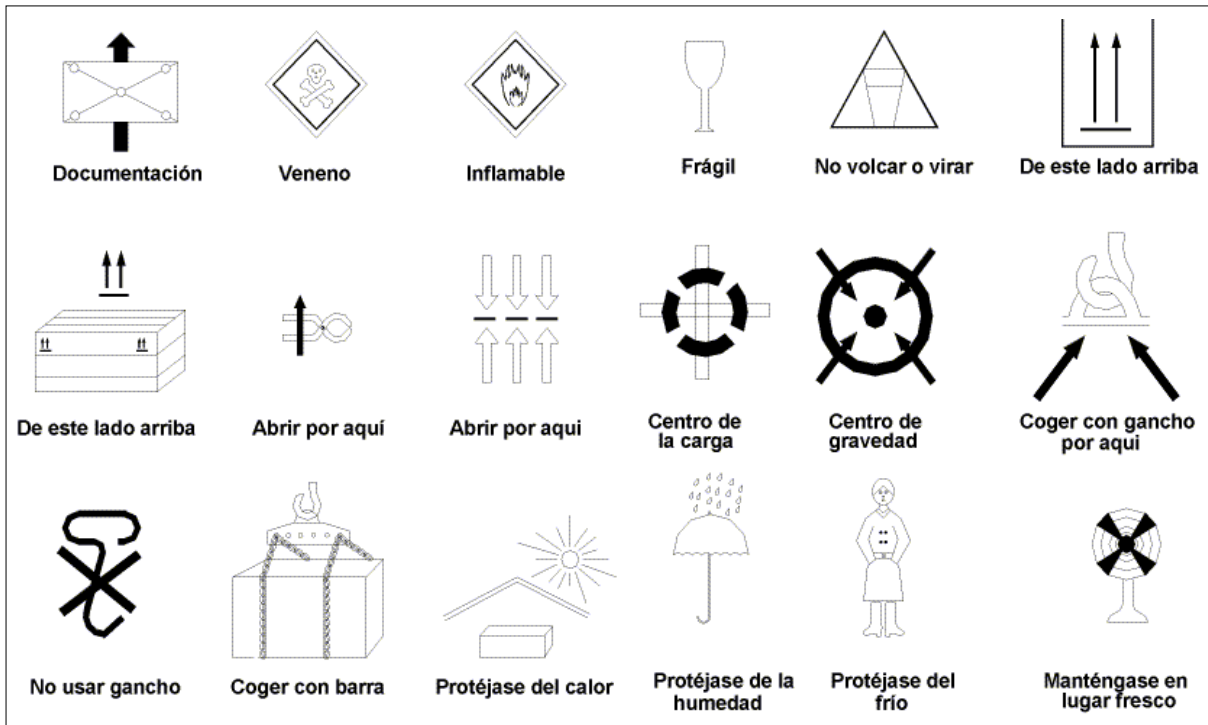 Documentación
Veneno
Inflamable
Frágil
No volcar o virar
De este lado arriba
De este lado arriba
Abrir por aquí
Abrir por aqui
Centro de
la carga
Centro de
gravedad
Coger con gancho
por aqui
No usar gancho
Coger con barra
Protéjase del calor
Protéjase de la
humedad
Protéjase del
frío
Manténgase en
lugar fresco